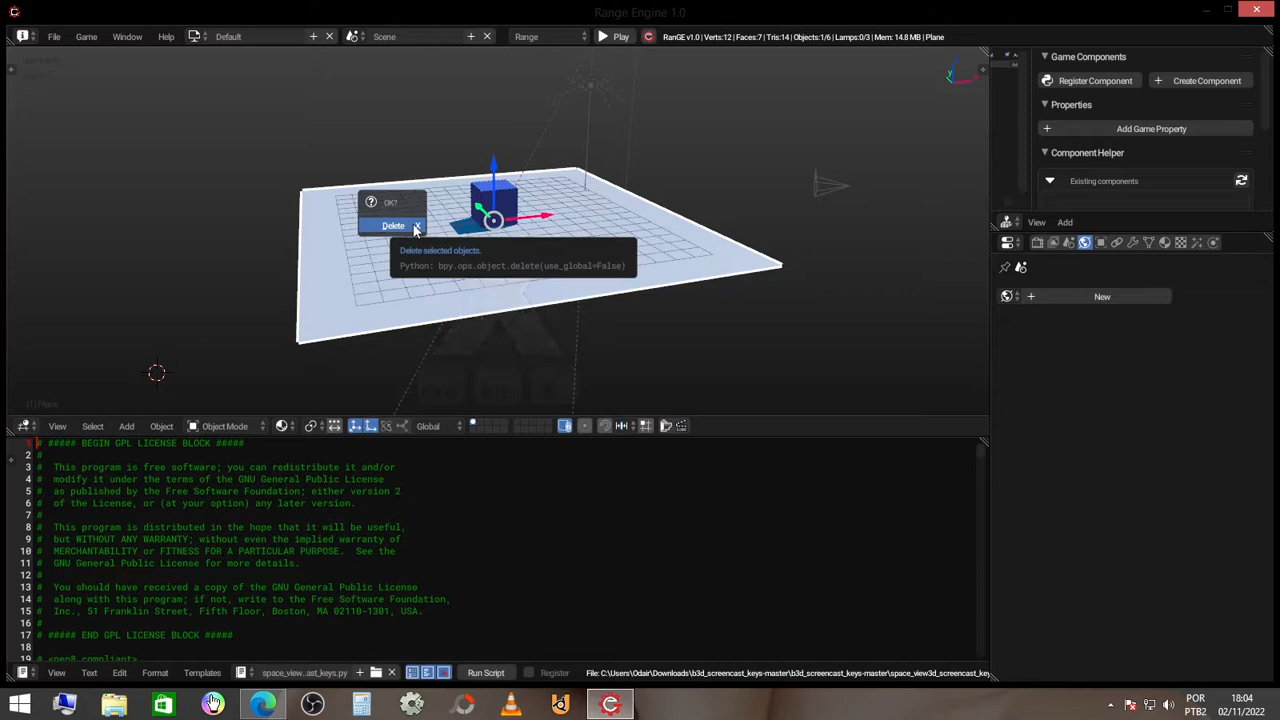 Range Engine 1.0
File Game Window Help Default Scene Range Play RanGE v1.0 | Verts:12 | Faces:7 | Tris:14 | Objects:1/6 | Lamps:0/3 | Mem: 14.8 MB | Plane
Game Components
Register Component Create Component
Properties
Add Game Property
Component Helper
Existing components
OK?
Delete X
Delete selected objects.
Python: bpy.ops.object.delete(use_global=False)
View Add
New
(1) Plane
View Select Add Object Object Mode Global
1 # ##### BEGIN GPL LICENSE BLOCK #####
2 #
3 # This program is free software; you can redistribute it and/or
4 # modify it under the terms of the GNU General Public License
5 # as published by the Free Software Foundation; either version 2
6 # of the License, or (at your option) any later version.
7 #
8 # This program is distributed in the hope that it will be useful,
9 # but WITHOUT ANY WARRANTY; without even the implied warranty of
10 # MERCHANTABILITY or FITNESS FOR A PARTICULAR PURPOSE. See the
11 # GNU General Public License for more details.
12 #
13 # You should have received a copy of the GNU General Public License
14 # along with this program; if not, write to the Free Software Foundation,
15 # Inc., 51 Franklin Street, Fifth Floor, Boston, MA 02110-1301, USA.
16 #
17 # ##### END GPL LICENSE BLOCK #####
18
# <pep8 compliant>
View Text Edit Format Templates space_view...ast_keys.py Run Script Register File: C:\Users\Odair\Downloads\b3d_screencast_keys-master\b3d_screencast_keys-master\space_view3d_screencast_key
POR 18:04
PTB2 02/11/2022